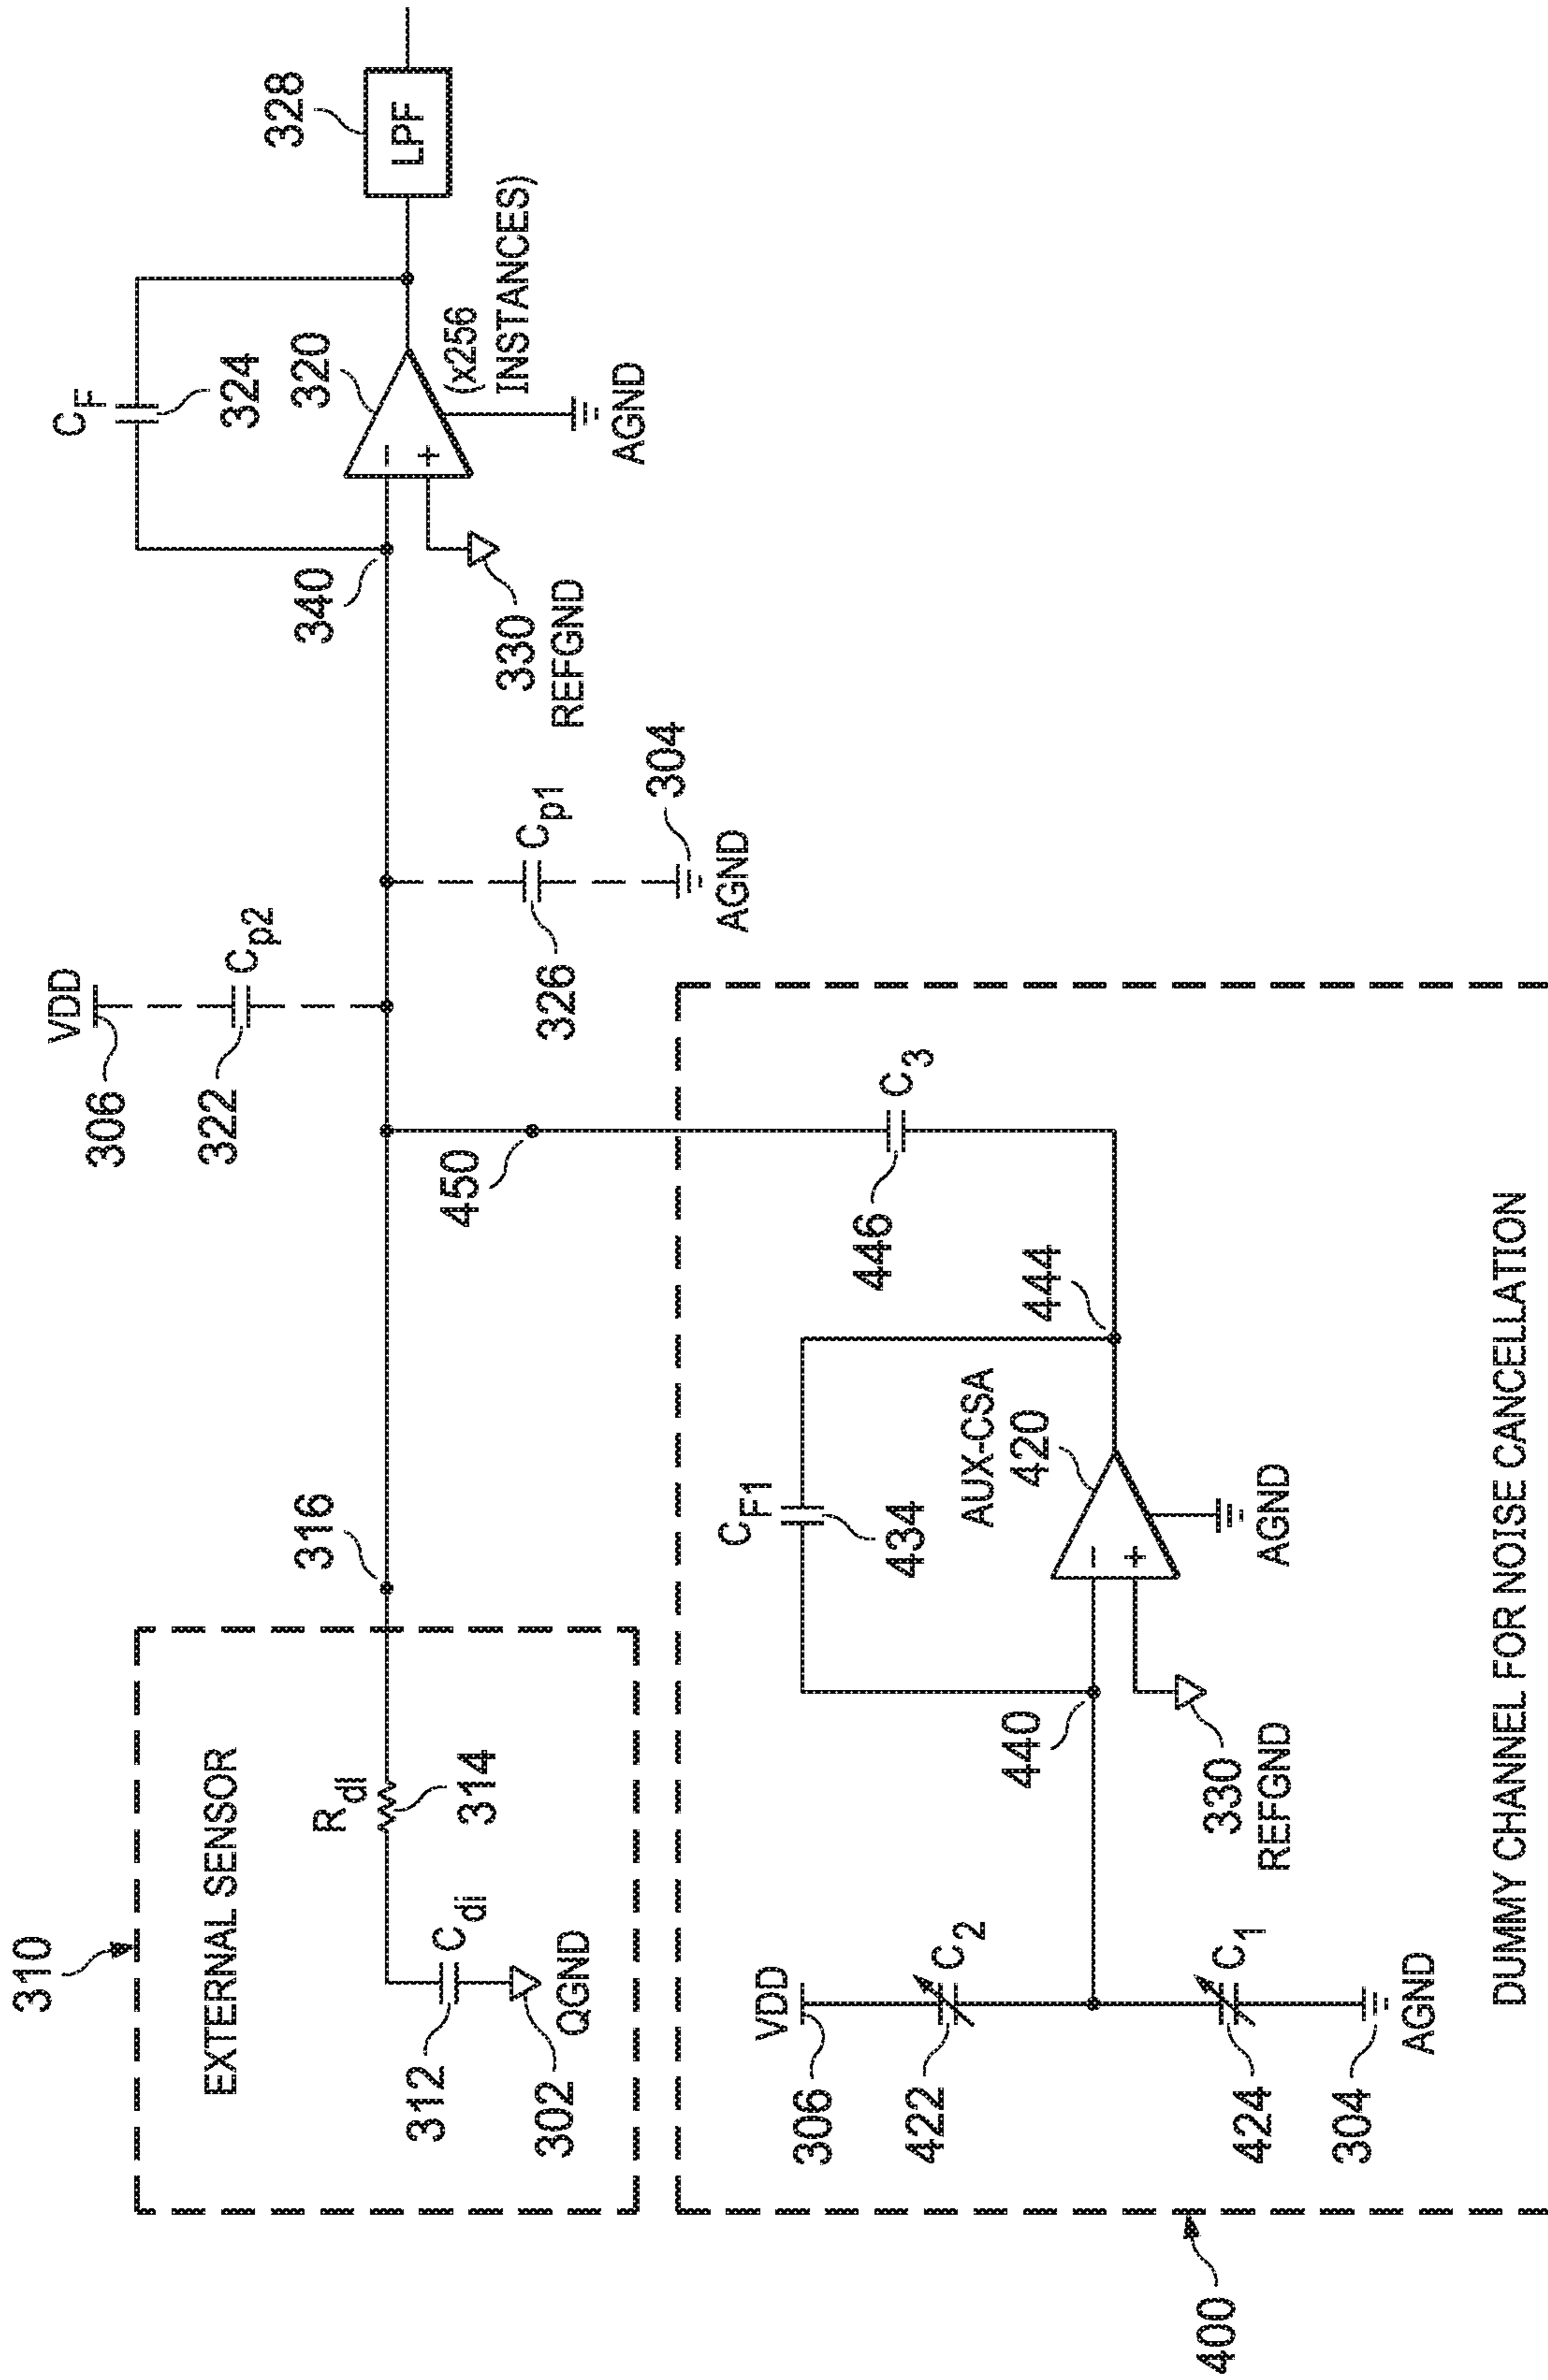 310
EXTERNAL SENSOR
312
Cdi
302
QGND
Rdl
314
316
VDD
306
322
Cp2
450
326
Cp1
304
AGND
340
CF
324
320
330
REFGND
(x256
INSTANCES)
AGND
328
LPF
400
VDD
306
422
C2
424
C1
304
AGND
440
330
REFGND
CF1
434
AUX-CSA
420
AGND
444
446
C3
DUMMY CHANNEL FOR NOISE CANCELLATION